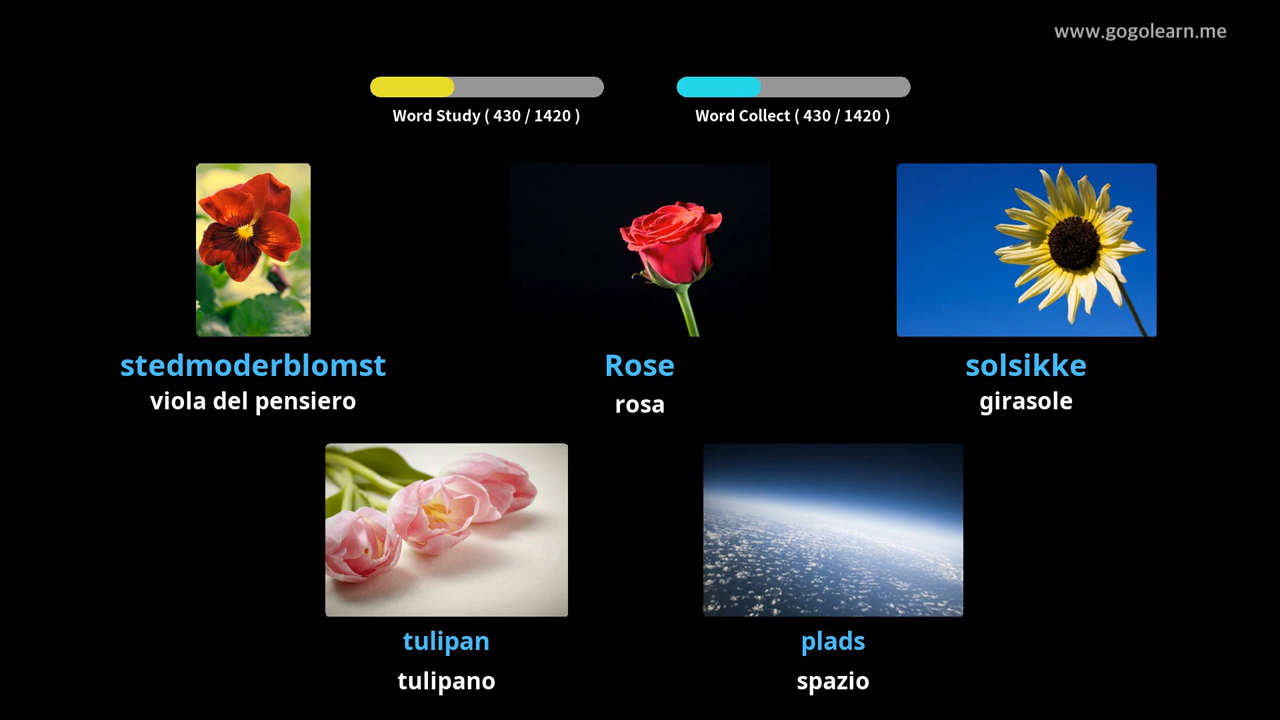 www.gogolearn.me
Word Study ( 430 / 1420 )
Word Collect ( 430 / 1420 )
stedmoderblomst
viola del pensiero
Rose
rosa
solsikke
girasole
tulipan
tulipano
plads
spazio